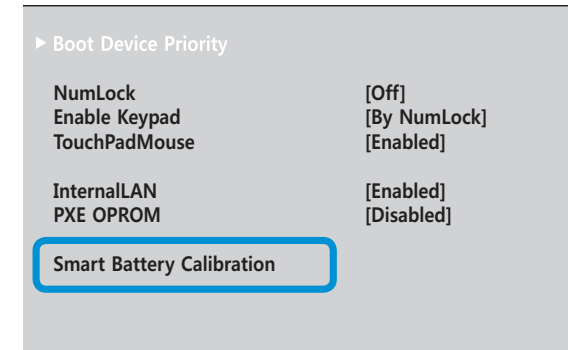 ▶ Boot Device Priority
NumLock [Off]
Enable Keypad [By NumLock]
TouchPadMouse [Enabled]
InternalLAN [Enabled]
PXE OPROM [Disabled]
Smart Battery Calibration